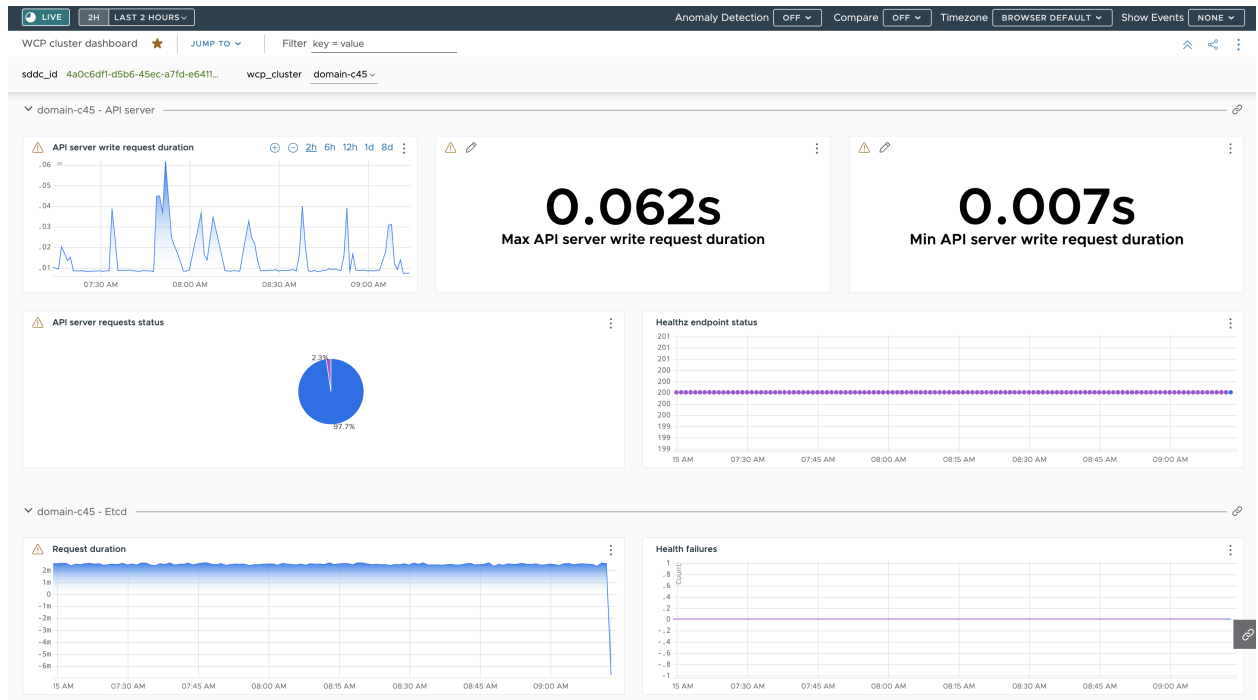 LIVE 2H LAST 2 HOURS Anomaly Detection OFF Compare OFF Timezone BROWSER DEFAULT Show Events NONE
WCP cluster dashboard JUMP TO Filter key = value
sddc_id 4a0c6df1-d5b6-45ec-a7fd-e6411... wcp_cluster domain-c45
domain-c45 - API server
API server write request duration 2h 6h 12h 1d 8d
.06
s
.05
.04
.03
.02
.01
07:30 AM 08:00 AM 08:30 AM 09:00 AM
0.062s
Max API server write request duration
0.007s
Min API server write request duration
API server requests status
2.3%
97.7%
Healthz endpoint status
201
201
201
200
200
200
200
200
199
199
199
15 AM 07:30 AM 07:45 AM 08:00 AM 08:15 AM 08:30 AM 08:45 AM 09:00 AM
domain-c45 - Etcd
Request duration
2m
1m
0
-1m
-2m
-3m
-4m
-5m
-6m
15 AM 07:30 AM 07:45 AM 08:00 AM 08:15 AM 08:30 AM 08:45 AM 09:00 AM
Health failures
Count
1
.8
.6
.4
.2
0
-.2
-.4
-.6
-.8
-1
15 AM 07:30 AM 07:45 AM 08:00 AM 08:15 AM 08:30 AM 08:45 AM 09:00 AM